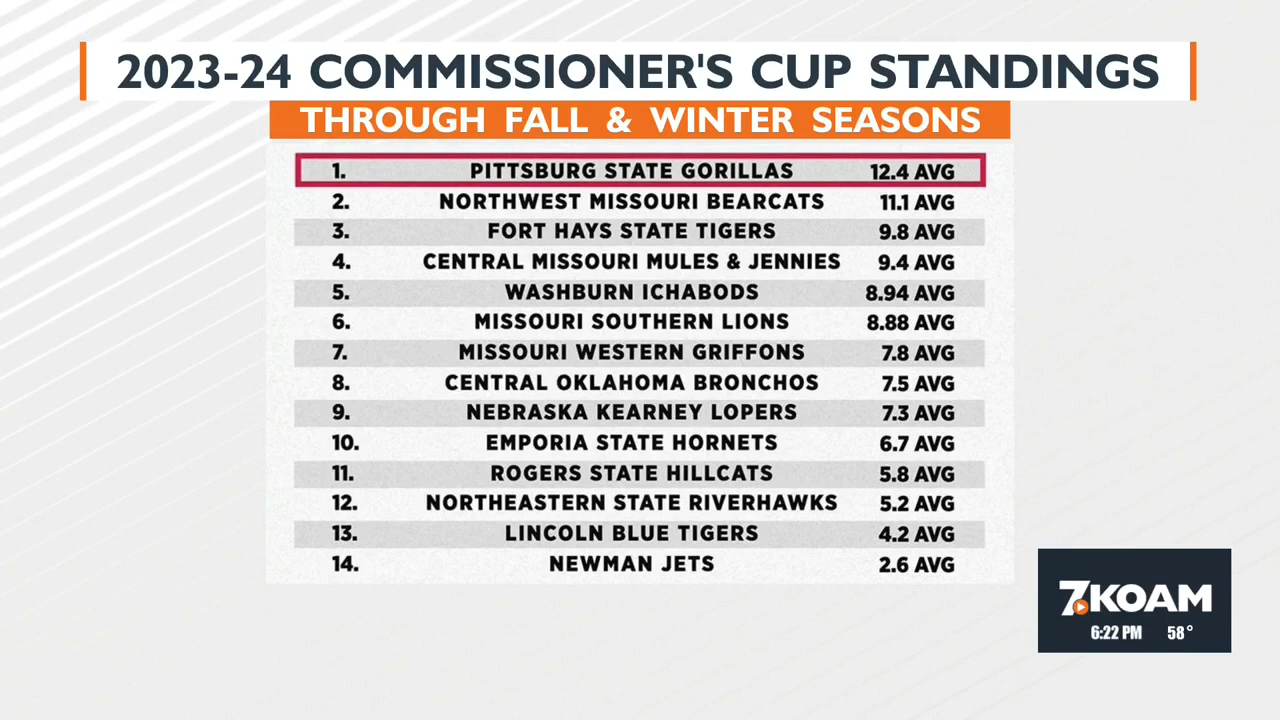 2023-24 COMMISSIONER'S CUP STANDINGS
THROUGH FALL & WINTER SEASONS
1. PITTSBURG STATE GORILLAS 12.4 AVG
2. NORTHWEST MISSOURI BEARCATS 11.1 AVG
3. FORT HAYS STATE TIGERS 9.8 AVG
4. CENTRAL MISSOURI MULES & JENNIES 9.4 AVG
5. WASHBURN ICHABODS 8.94 AVG
6. MISSOURI SOUTHERN LIONS 8.88 AVG
7. MISSOURI WESTERN GRIFFONS 7.8 AVG
8. CENTRAL OKLAHOMA BRONCHOS 7.5 AVG
9. NEBRASKA KEARNEY LOPERS 7.3 AVG
10. EMPORIA STATE HORNETS 6.7 AVG
11. ROGERS STATE HILLCATS 5.8 AVG
12. NORTHEASTERN STATE RIVERHAWKS 5.2 AVG
13. LINCOLN BLUE TIGERS 4.2 AVG
14. NEWMAN JETS 2.6 AVG
7KOAM
6:22 PM 58°